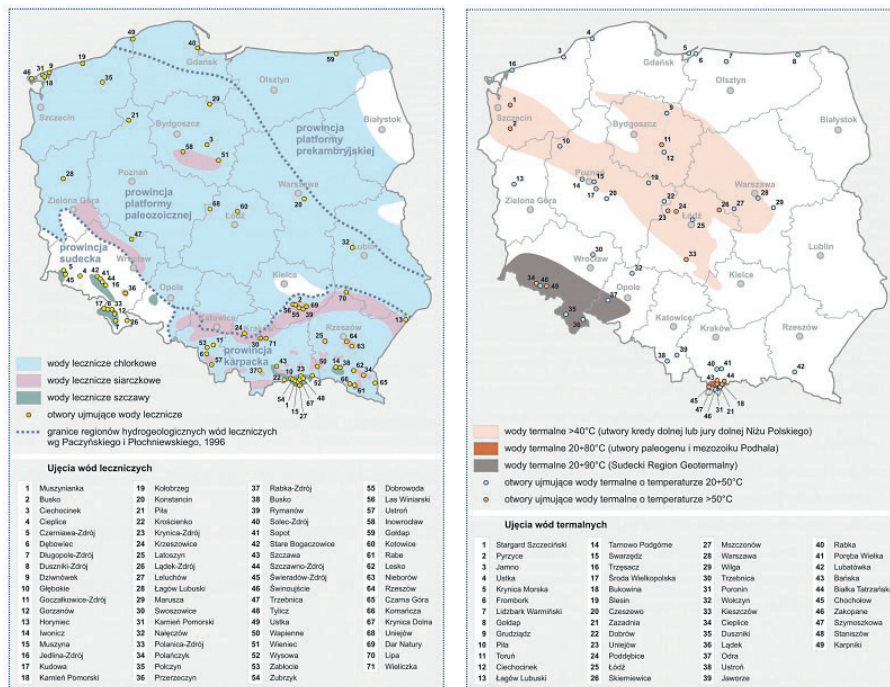 Gdańsk
Olsztyn
Szczecin
Bydgoszcz
Białystok
prowincja
platformy
prekambryjskiej
Poznań
prowincja
platformy
paleozoicznej
Warszawa
Zielona Góra
Łódź
Lublin
prowincja
sudecka
Wrocław
Opole
Kielce
Katowice
Kraków
Rzeszów
prowincja
karpacka
wody lecznicze chlorkowe
wody lecznicze siarczkowe
wody lecznicze szczawy
otwory ujmujące wody lecznicze
granice regionów hydrogeologicznych wód leczniczych
wg Paczyńskiego i Płochniewskiego, 1996
Ujęcia wód leczniczych
1 Muszynianka
2 Busko
3 Ciechocinek
4 Cieplice
5 Czerniawa-Zdrój
6 Dębowiec
7 Długopole-Zdrój
8 Duszniki-Zdrój
9 Dziwnówek
10 Głębokie
11 Goczałkowice-Zdrój
12 Gorzanów
13 Horyniec
14 Iwonicz
15 Muszyna
16 Jedlina-Zdrój
17 Kudowa
18 Kamień Pomorski
19 Kołobrzeg
20 Konstancin
21 Piła
22 Krościenko
23 Krynica-Zdrój
24 Krzeszowice
25 Latoszyn
26 Lądek-Zdrój
27 Leluchów
28 Łagów Lubuski
29 Marusza
30 Swoszowice
31 Kamień Pomorski
32 Nałęczów
33 Polanica-Zdrój
34 Polańczyk
35 Połczyn
36 Przerzeczyn
37 Rabka-Zdrój
38 Busko
39 Rymanów
40 Solec-Zdrój
41 Sopot
42 Stare Bogaczowice
43 Szczawa
44 Szczawno-Zdrój
45 Świeradów-Zdrój
46 Świnoujście
47 Trzebnica
48 Tylicz
49 Ustka
50 Wapienne
51 Wieniec
52 Wysowa
53 Zabłocie
54 Zubrzyk
55 Dobrowoda
56 Las Winiarski
57 Ustroń
58 Inowrocław
59 Gołdap
60 Kotowice
61 Rabe
62 Lesko
63 Nieborów
64 Rzeszów
65 Czarna Góra
66 Komańcza
67 Krynica Dolna
68 Uniejów
69 Dar Natury
70 Lipa
71 Wieliczka
Gdańsk
Olsztyn
Szczecin
Bydgoszcz
Białystok
Poznań
Warszawa
Zielona Góra
Łódź
Lublin
Wrocław
Opole
Kielce
Katowice
Kraków
Rzeszów
wody termalne >40°C (utwory kredy dolnej lub jury dolnej Niżu Polskiego)
wody termalne 20÷80°C (utwory paleogenu i mezozoiku Podhala)
wody termalne 20÷90°C (Sudecki Region Geotermalny)
otwory ujmujące wody termalne o temperaturze 20÷50°C
otwory ujmujące wody termalne o temperaturze >50°C
Ujęcia wód termalnych
1 Stargard Szczeciński
2 Pyrzyce
3 Jamno
4 Ustka
5 Krynica Morska
6 Frombork
7 Lidzbark Warmiński
8 Gołdap
9 Grudziądz
10 Piła
11 Toruń
12 Ciechocinek
13 Łagów Lubuski
14 Tarnowo Podgórne
15 Swarzędz
16 Trzęsacz
17 Środa Wielkopolska
18 Bukowina
19 Ślesin
20 Czeszewo
21 Zazadnia
22 Dobrów
23 Uniejów
24 Poddębice
25 Łódź
26 Skierniewice
27 Mszczonów
28 Warszawa
29 Wilga
30 Trzebnica
31 Poronin
32 Wołczyn
33 Kleszczów
34 Cieplice
35 Duszniki
36 Lądek
37 Odra
38 Ustroń
39 Jaworze
40 Rabka
41 Poręba Wielka
42 Lubatówka
43 Bańska
44 Białka Tatrzańska
45 Chochołów
46 Zakopane
47 Szymoszkowa
48 Staniszów
49 Karpniki